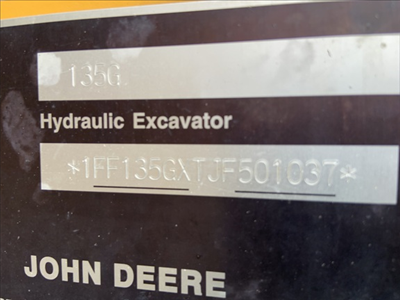 135G
Hydraulic Excavator
*1FF135GXTJF501037*
JOHN DEERE